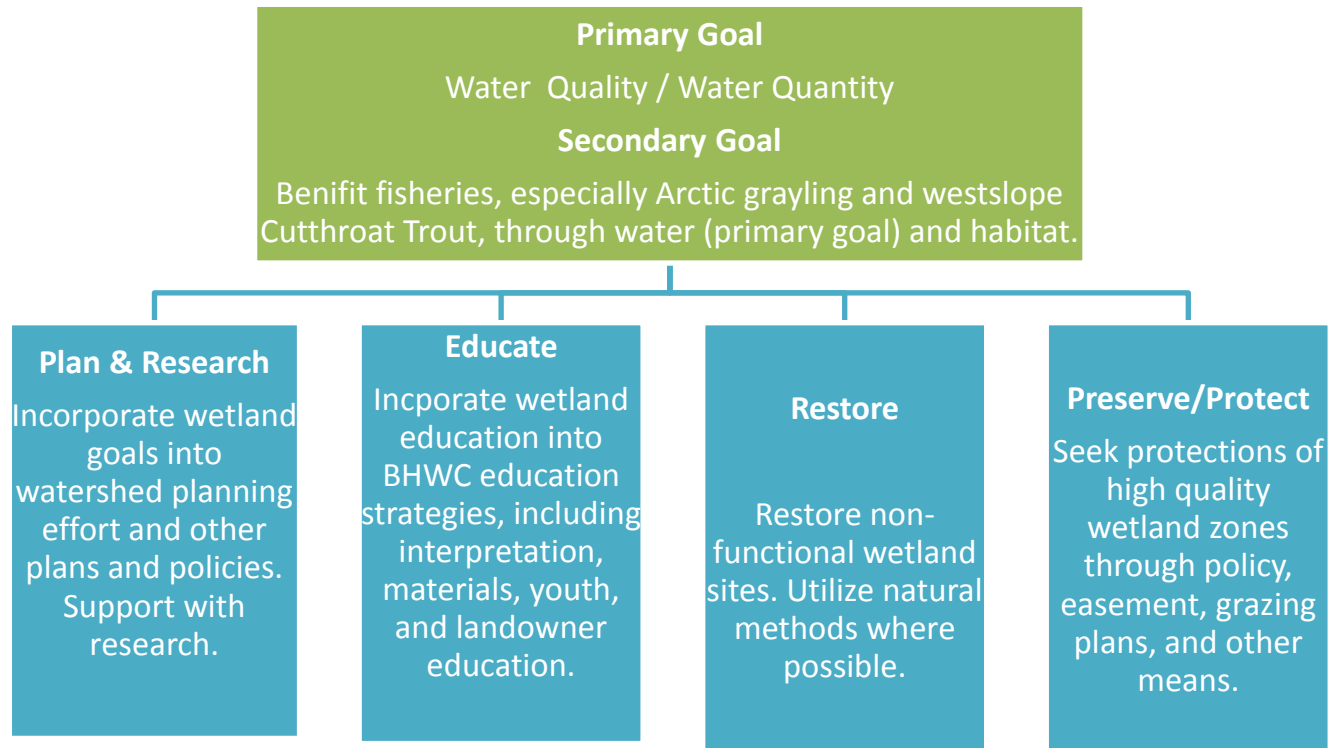 Primary Goal
Water Quality / Water Quantity
Secondary Goal
Benifit fisheries, especially Arctic grayling and westslope
Cutthroat Trout, through water (primary goal) and habitat.
Plan & Research
Incorporate wetland
goals into
watershed planning
effort and other
plans and policies.
Support with
research.
Educate
Incporate wetland
education into
BHWC education
strategies, including
interpretation,
materials, youth,
and landowner
education.
Restore
Restore non-
functional wetland
sites. Utilize natural
methods where
possible.
Preserve/Protect
Seek protections of
high quality
wetland zones
through policy,
easement, grazing
plans, and other
means.